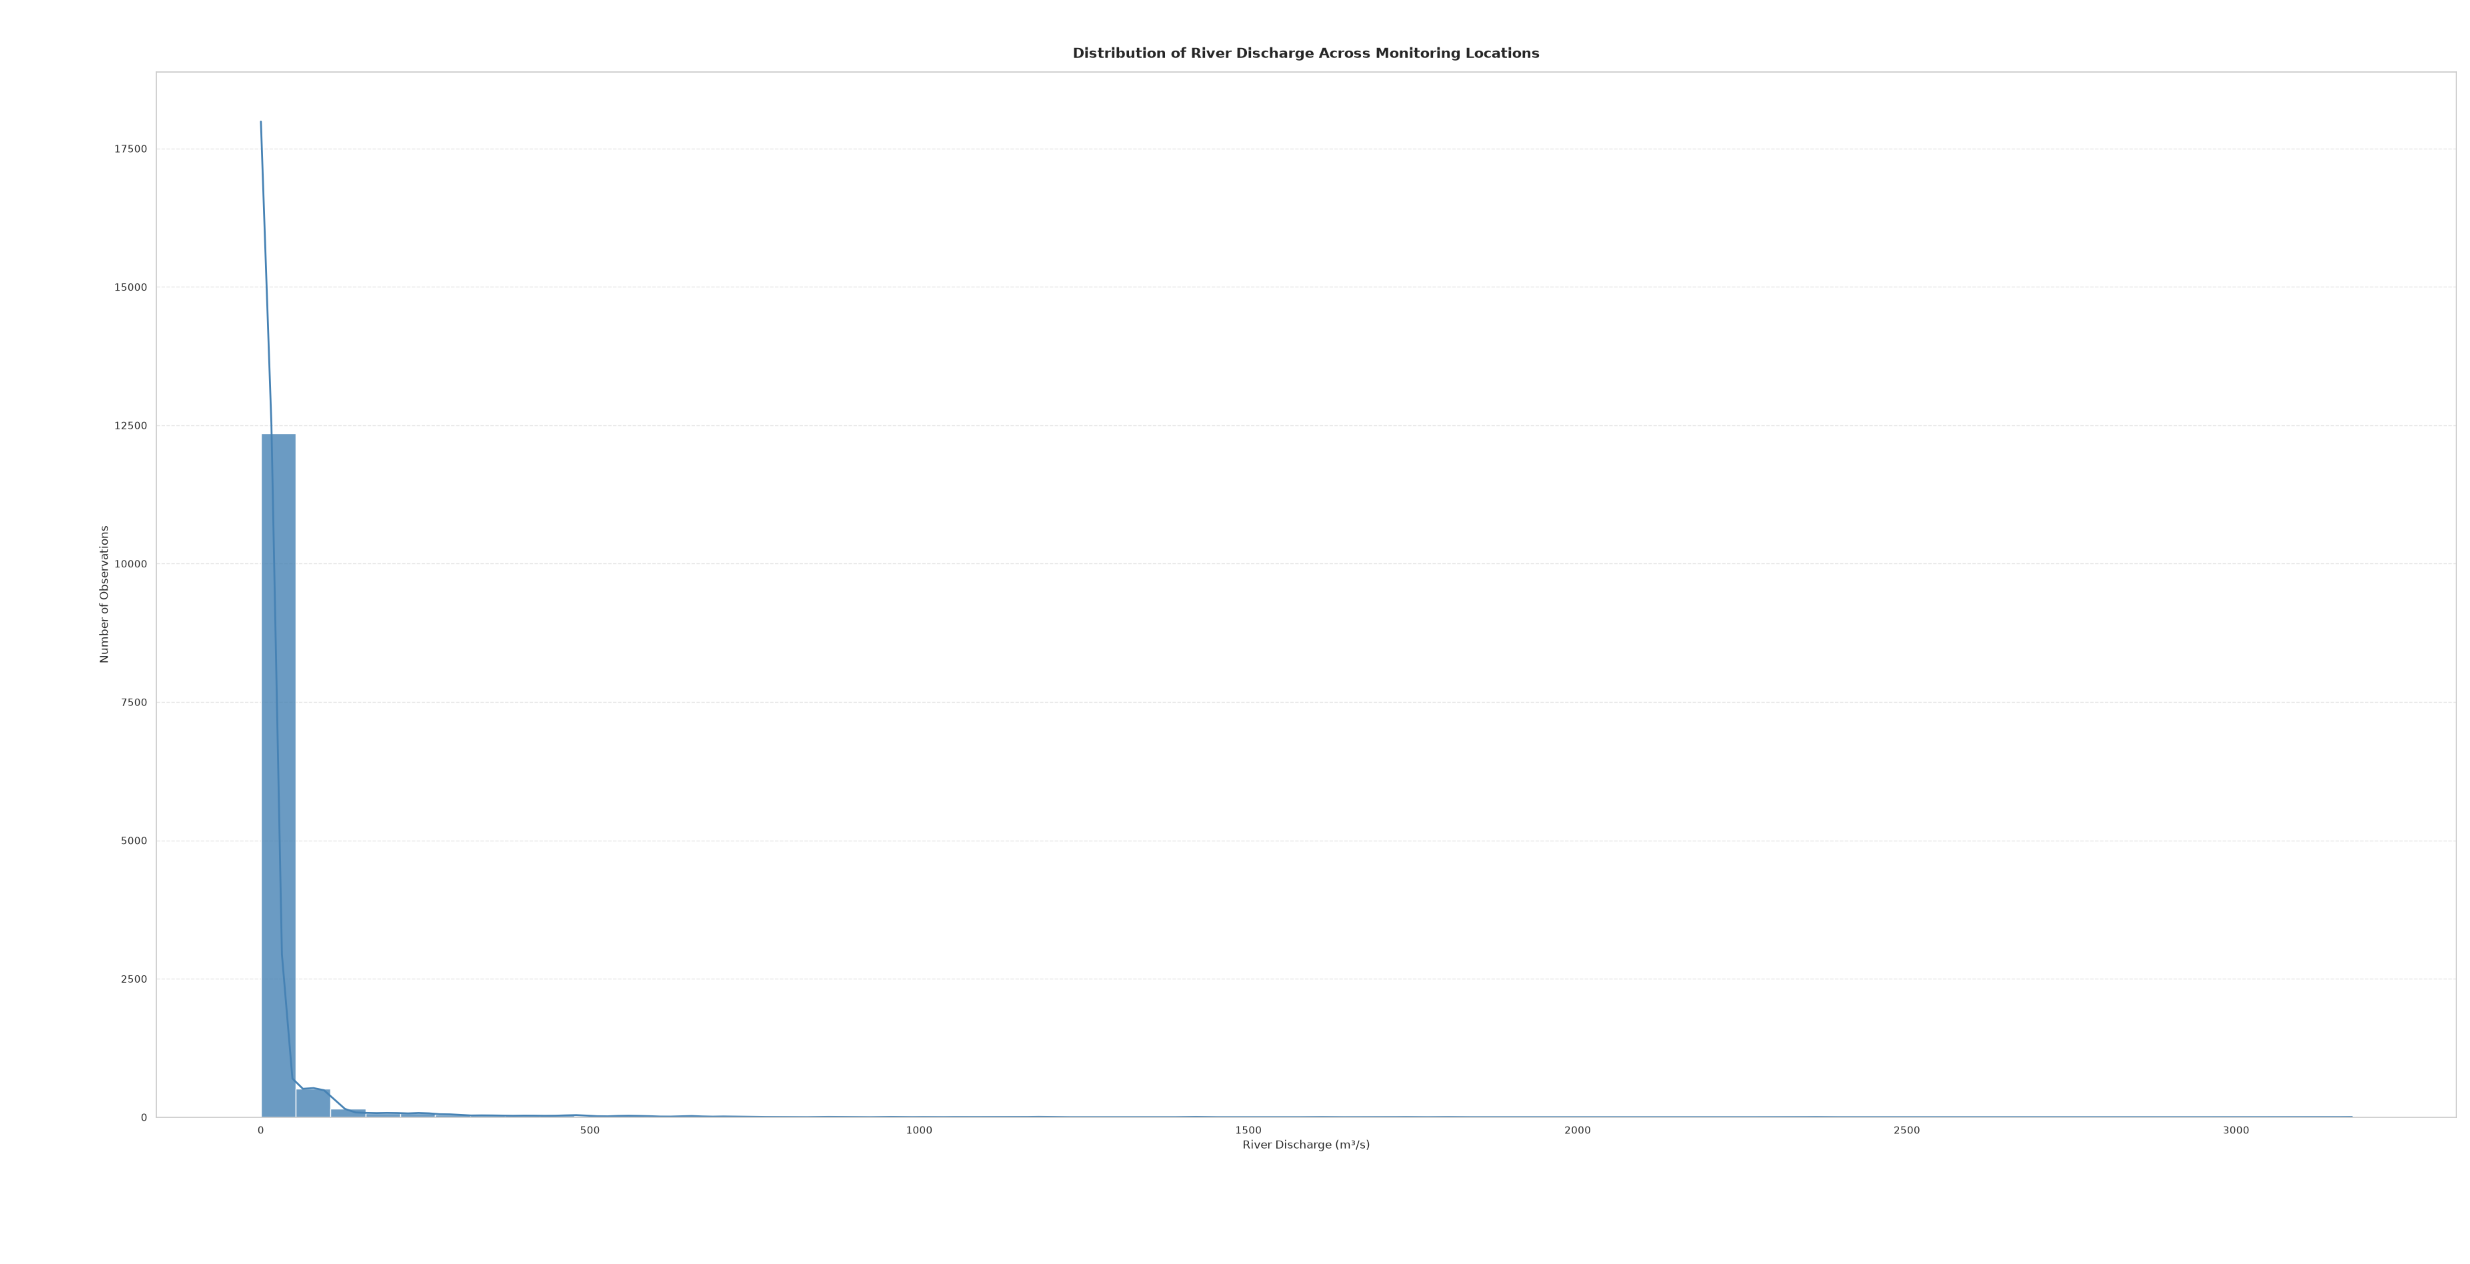 Distribution of River Discharge Across Monitoring Locations
17500
15000
12500
10000
7500
5000
2500
0
Number of Observations
0 500 1000 1500 2000 2500 3000
River Discharge (m³/s)